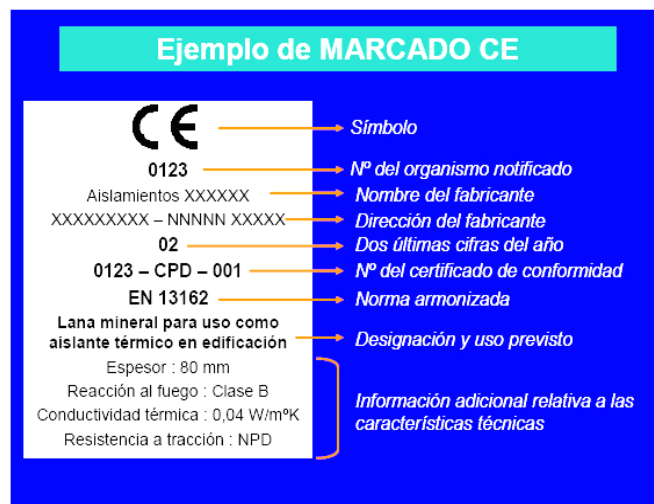 Ejemplo de MARCADO CE
CE
Símbolo
0123
Nº del organismo notificado
Aislamientos XXXXXX
Nombre del fabricante
XXXXXXXXX – NNNNN XXXXX
Dirección del fabricante
02
Dos últimas cifras del año
0123 – CPD – 001
Nº del certificado de conformidad
EN 13162
Norma armonizada
Lana mineral para uso como
aislante térmico en edificación
Designación y uso previsto
Espesor : 80 mm
Reacción al fuego : Clase B
Conductividad térmica : 0,04 W/mºK
Resistencia a tracción : NPD
Información adicional relativa a las
características técnicas